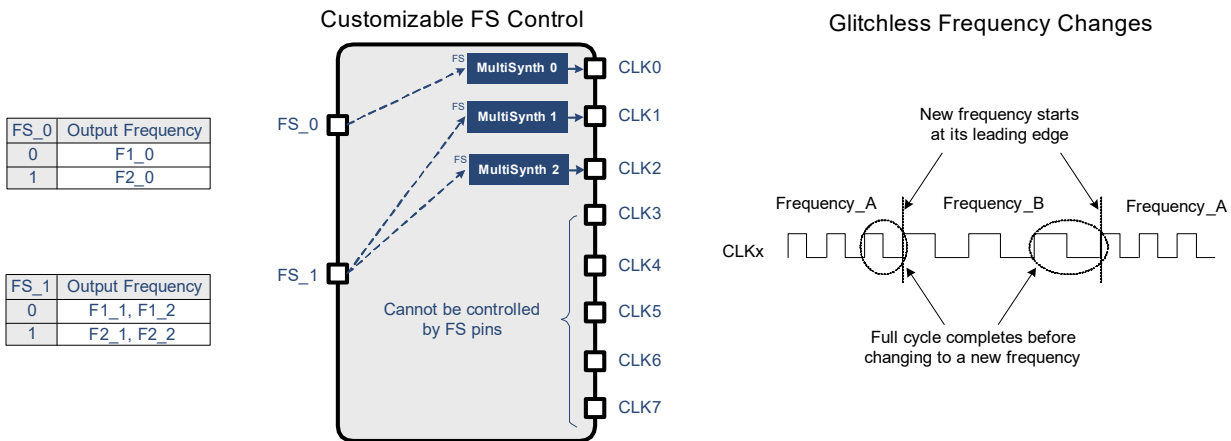 Customizable FS Control
Glitchless Frequency Changes
FS_0 Output Frequency
0 F1_0
1 F2_0
FS_1 Output Frequency
0 F1_1, F1_2
1 F2_1, F2_2
FS_0
FS_1
FS
MultiSynth 0
CLK0
FS
MultiSynth 1
CLK1
FS
MultiSynth 2
CLK2
CLK3
CLK4
CLK5
CLK6
CLK7
Cannot be controlled
by FS pins
New frequency starts
at its leading edge
Frequency_A
Frequency_B
Frequency_A
CLKx
Full cycle completes before
changing to a new frequency